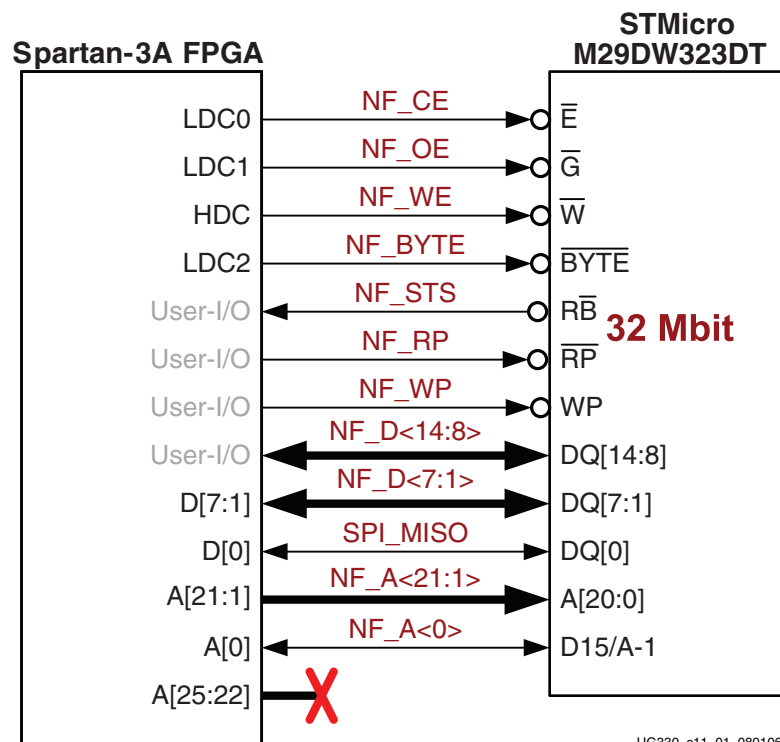 STMicro
Spartan-3A FPGA M29DW323DT
LDC0 NF_CE E
LDC1 NF_OE G
HDC NF_WE W
LDC2 NF_BYTE BYTE
User-I/O NF_STS RB
32 Mbit
User-I/O NF_RP RP
User-I/O NF_WP WP
User-I/O NF_D<14:8> DQ[14:8]
D[7:1] NF_D<7:1> DQ[7:1]
D[0] SPI_MISO DQ[0]
A[21:1] NF_A<21:1> A[20:0]
A[0] NF_A<0> D15/A-1
A[25:22]